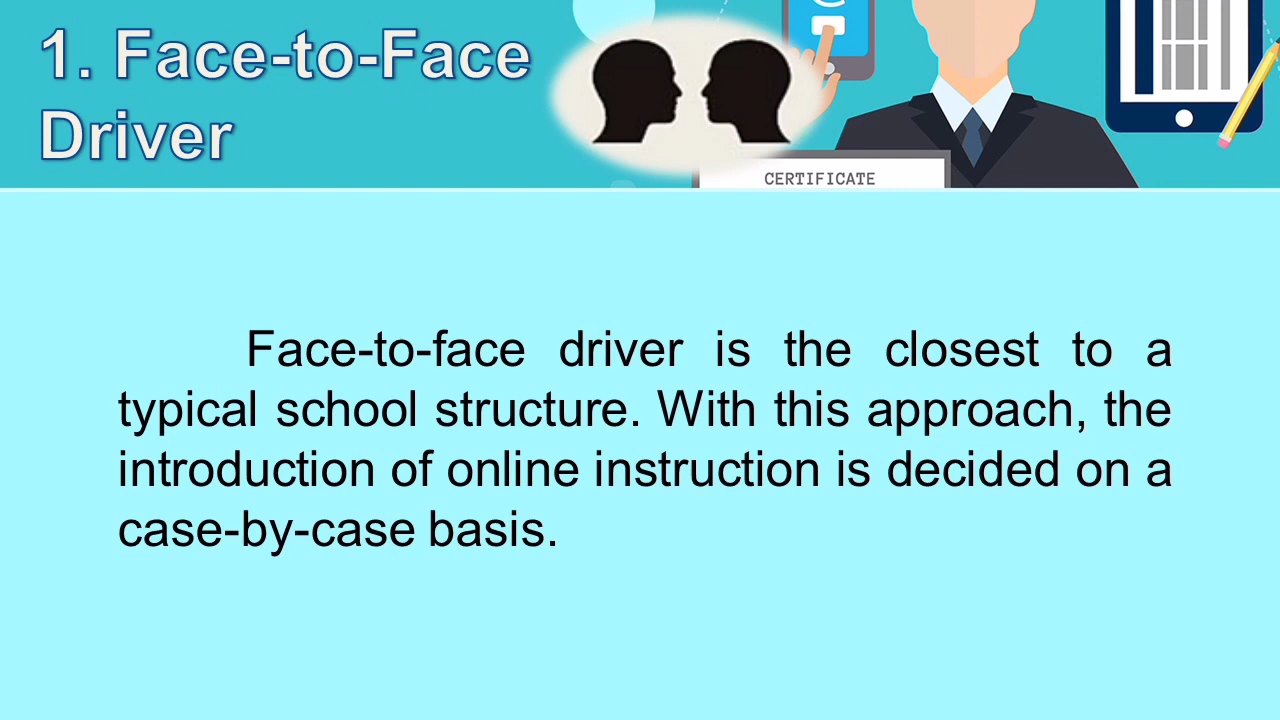 1. Face-to-Face
Driver
CERTIFICATE
Face-to-face driver is the closest to a
typical school structure. With this approach, the
introduction of online instruction is decided on a
case-by-case basis.